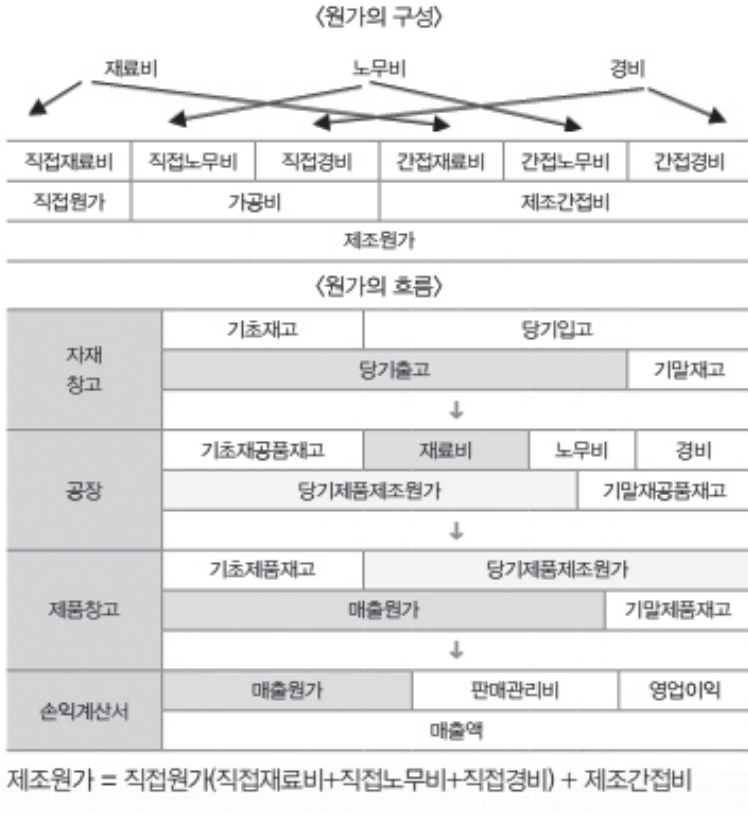 〈원가의 구성〉
재료비 노무비 경비
직접재료비 직접노무비 직접경비 간접재료비 간접노무비 간접경비
직접원가 가공비 제조간접비
제조원가
〈원가의 흐름〉
자재
창고
기초재고 당기입고
당기출고 기말재고
↓
공장
기초재공품재고 재료비 노무비 경비
당기제품제조원가 기말재공품재고
↓
제품창고
기초제품재고 당기제품제조원가
매출원가 기말제품재고
↓
손익계산서
매출원가 판매관리비 영업이익
매출액
제조원가 = 직접원가(직접재료비+직접노무비+직접경비) + 제조간접비